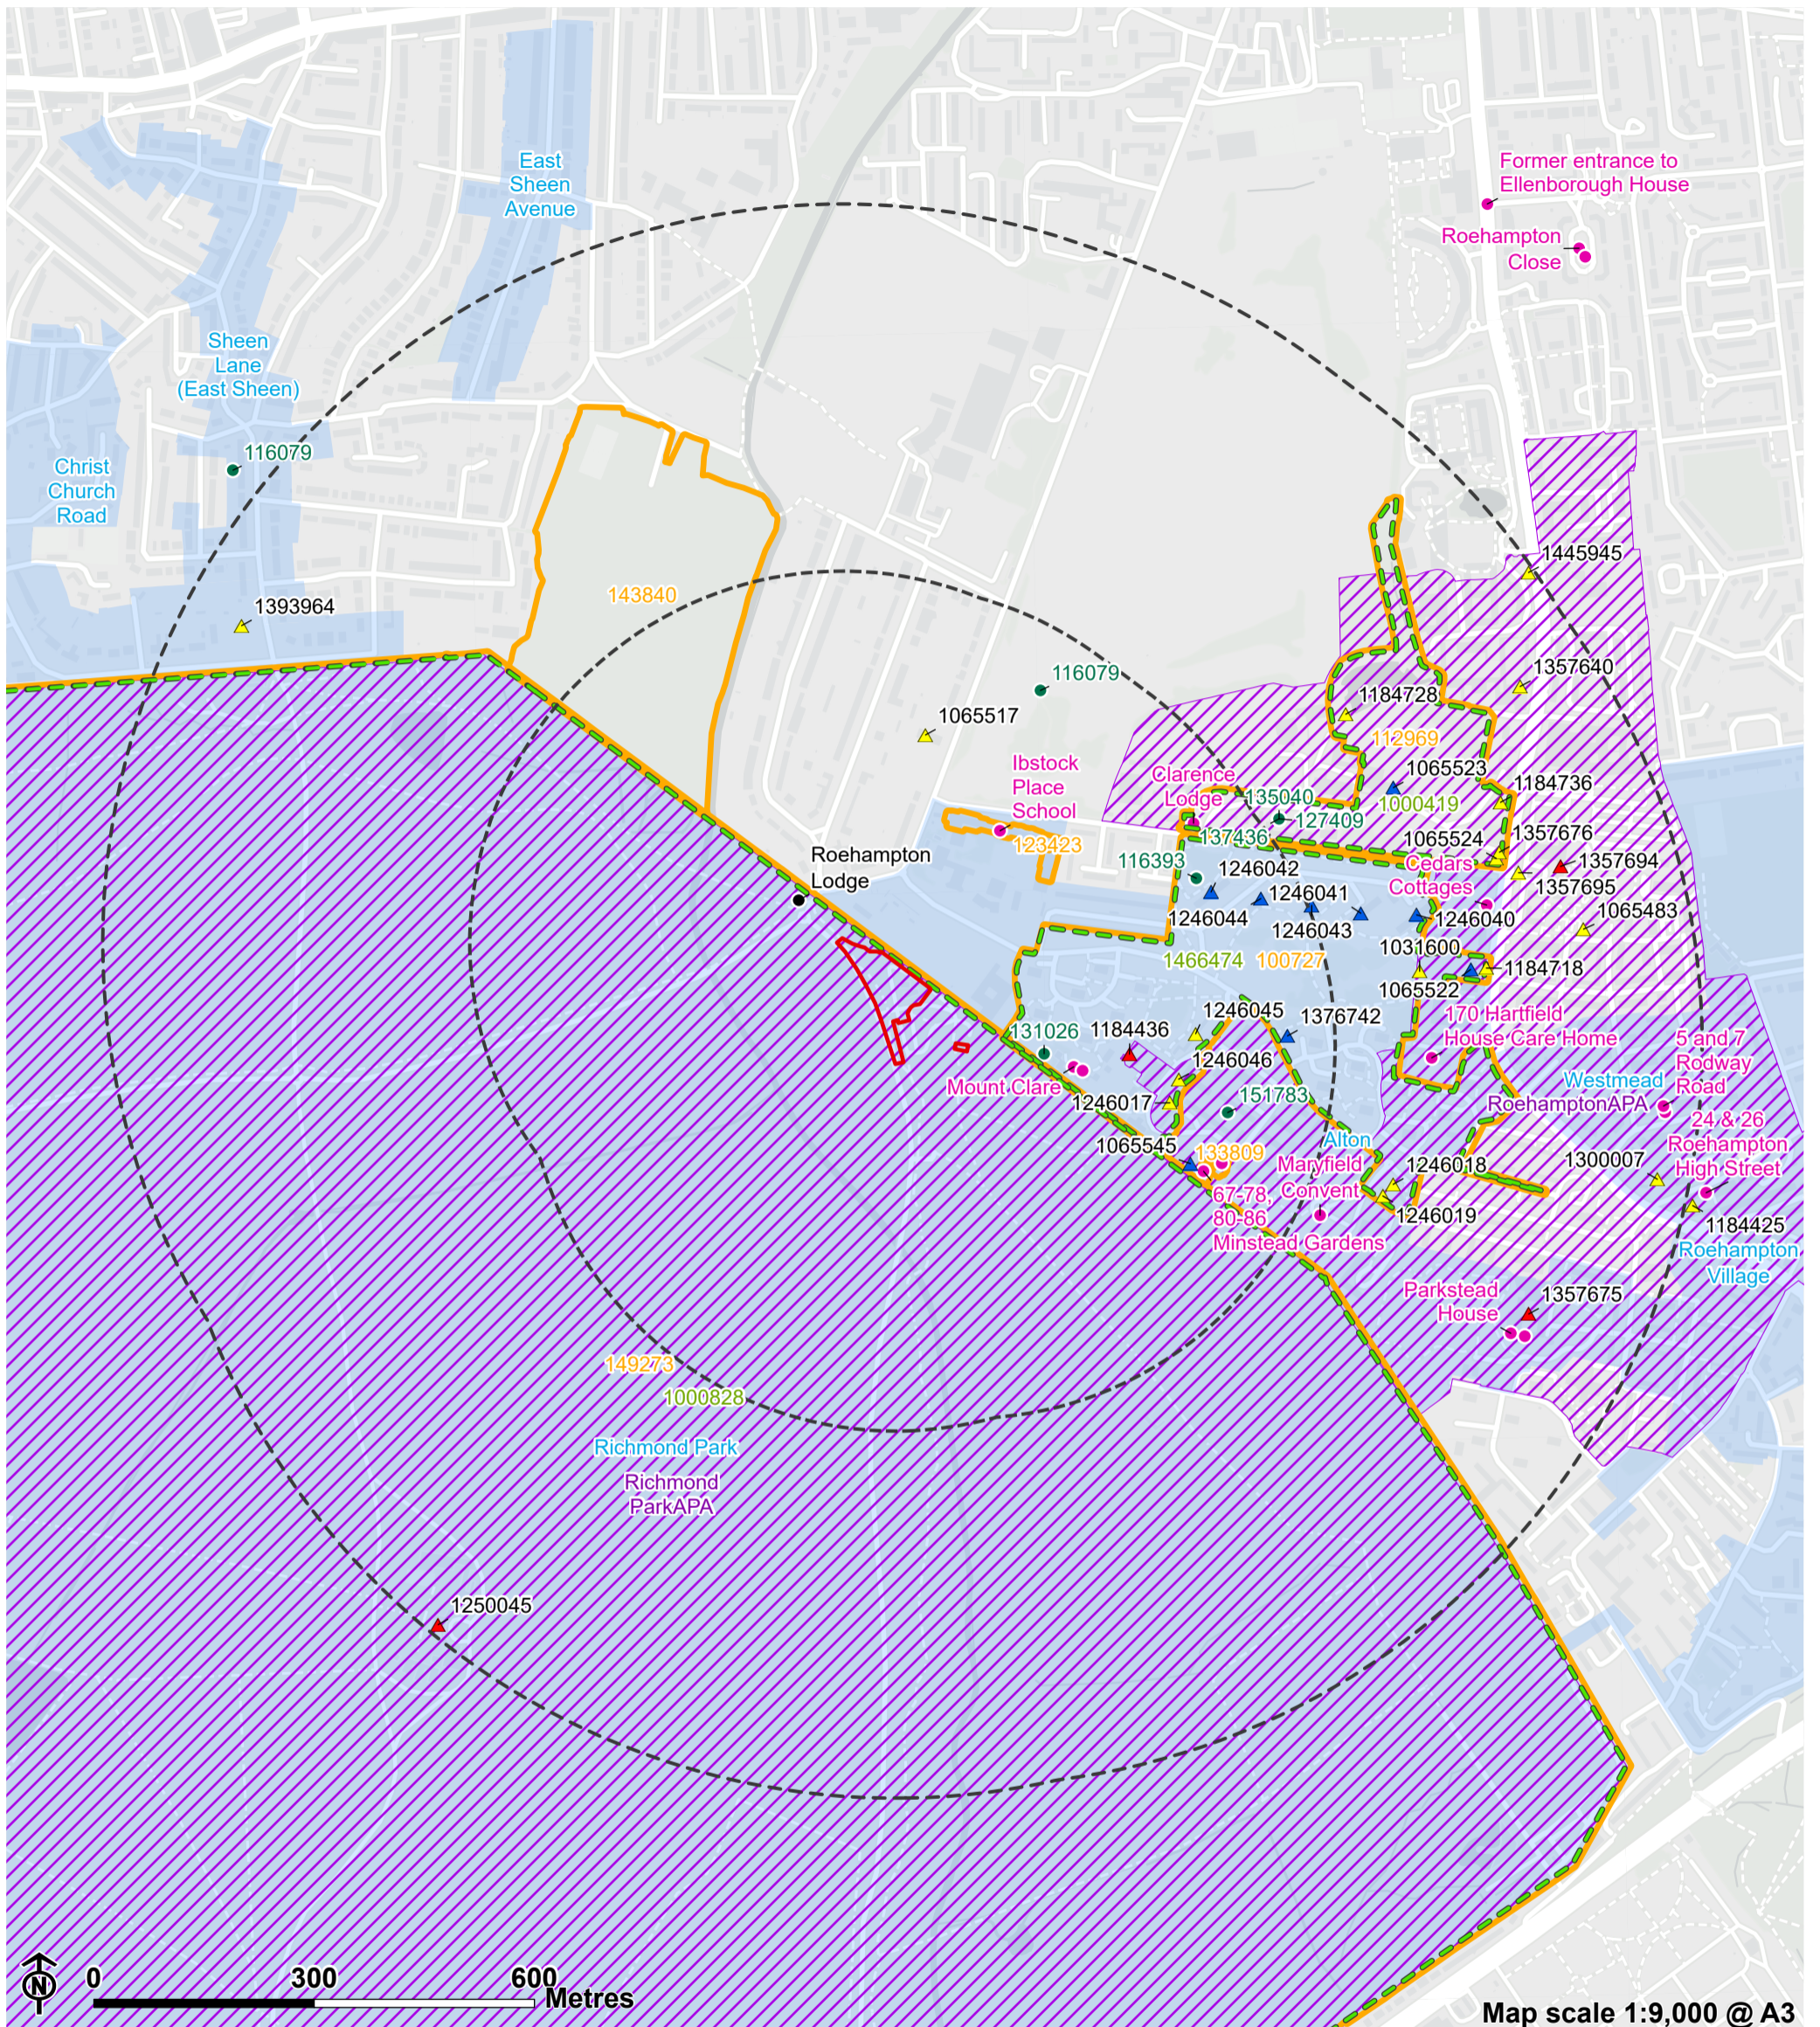 East
Sheen
Avenue
Former entrance to
Ellenborough House
Roehampton
Close
Sheen
Lane
(East Sheen)
116079
Christ
Church
Road
1393964
143840
1445945
116079
1065517
1357640
1184728
112969
Ibstock
Place
School
Clarence
Lodge
1065523
1000419
1184736
135040
127409
137436
123423
1065524
1357676
Cedars
Cottages
1357694
1357695
Roehampton
Lodge
116393
1246042
1246041
1246044
1246043
1246040
1065483
1466474
100727
1031600
1184718
1065522
131026
1184436
1246045
1376742
170 Hartfield
House Care Home
5 and 7
Rodway
Road
1246046
Mount Clare
Westmead
RoehamptonAPA
1246017
151783
24 & 26
Roehampton
High Street
Alton
1065545
133809
Maryfield
Convent
1246018
1300007
67-78,
80-86
Minstead Gardens
1246019
1184425
Roehampton
Village
Parkstead
House
1357675
149273
1000828
Richmond Park
Richmond
ParkAPA
1250045
N
0 300 600
Metres
Map scale 1:9,000 @ A3